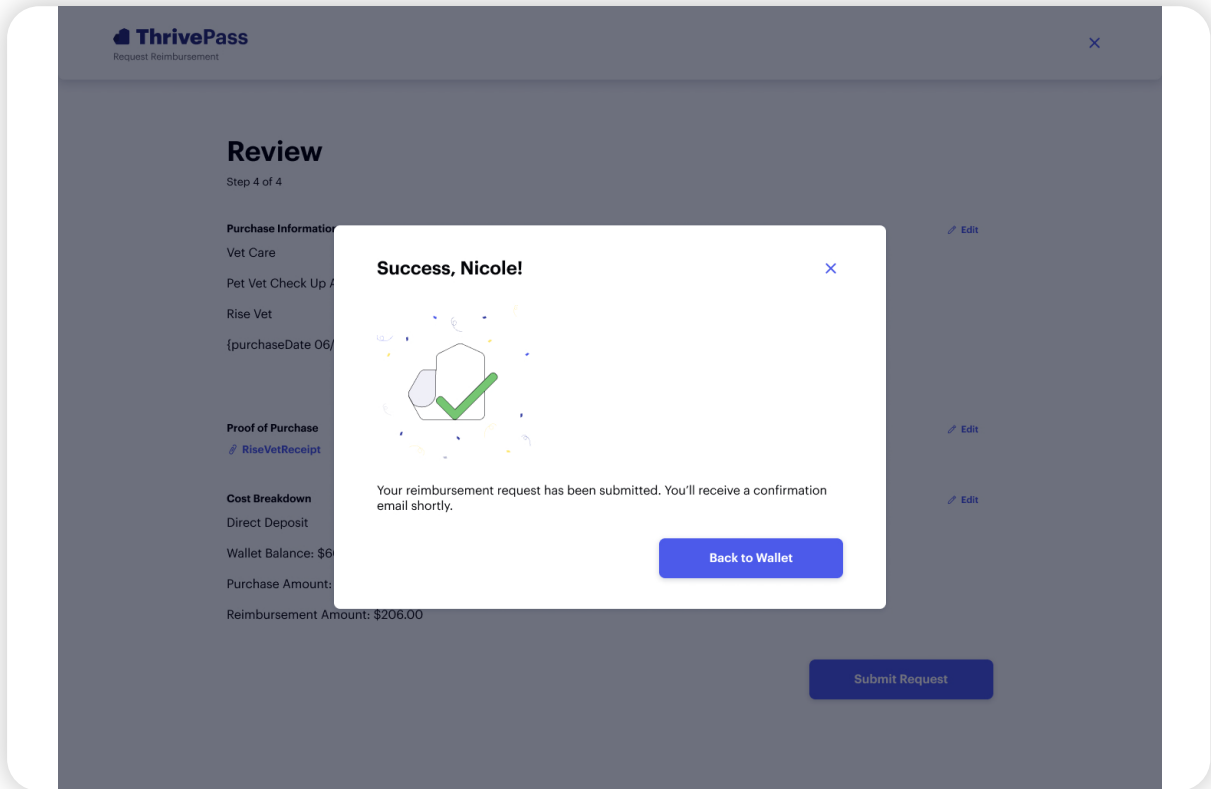 ThrivePass
Request Reimbursement
Review
Step 4 of 4
Purchase Information
Edit
Vet Care
Pet Vet Check Up
Rise Vet
{purchaseDate 06/
Proof of Purchase
Edit
RiseVetReceipt
Cost Breakdown
Edit
Direct Deposit
Wallet Balance: $6
Purchase Amount:
Reimbursement Amount: $206.00
Submit Request
Success, Nicole!
Your reimbursement request has been submitted. You’ll receive a confirmation
email shortly.
Back to Wallet